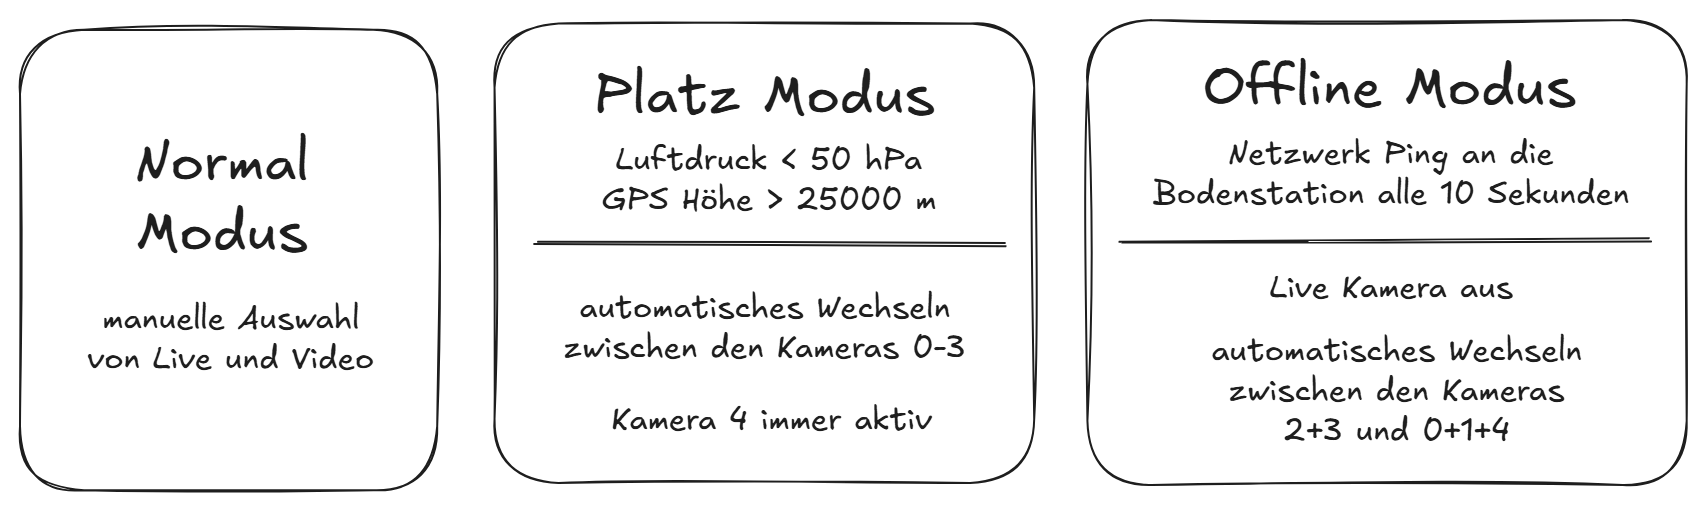 Normal
Modus
manuelle Auswahl
von Live und Video
Platz Modus
Luftdruck < 50 hPa
GPS Höhe > 25000 m
automatisches Wechseln
zwischen den Kameras 0-3
Kamera 4 immer aktiv
Offline Modus
Netzwerk Ping an die
Bodenstation alle 10 Sekunden
Live Kamera aus
automatisches Wechseln
zwischen den Kameras
2+3 und 0+1+4